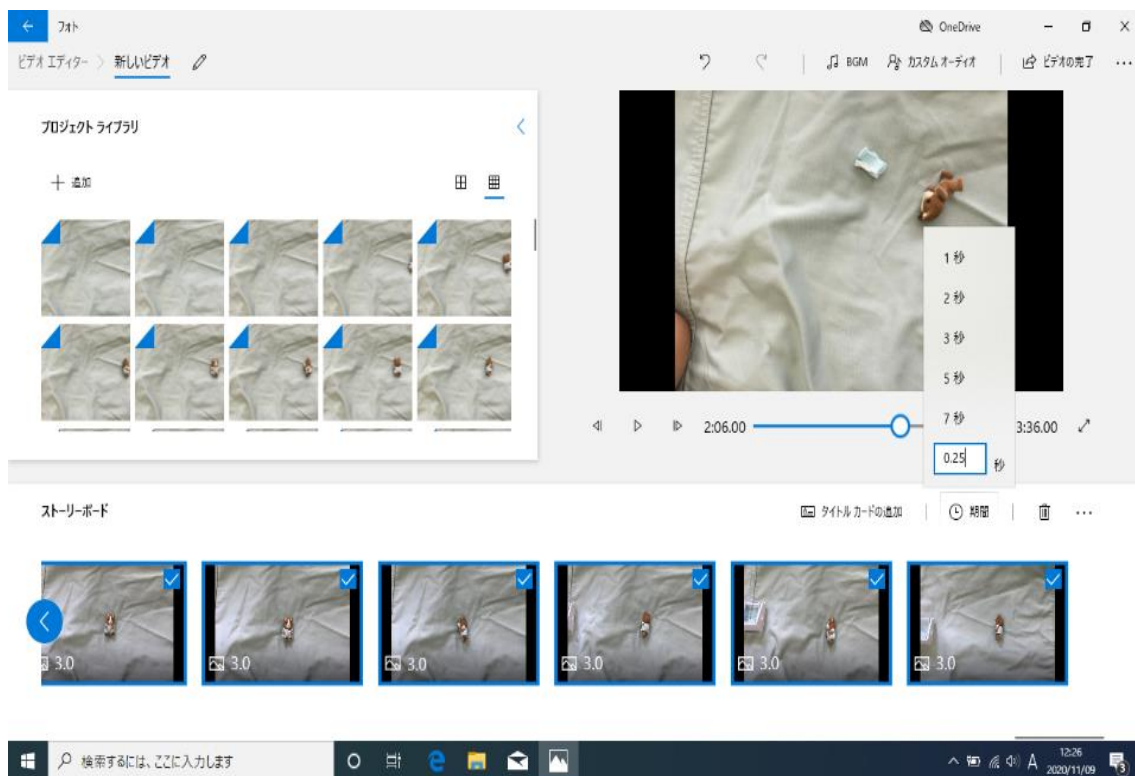 フォト
OneDrive
ビデオ エディター
新しいビデオ
BGM
カスタム オーディオ
ビデオの完了
プロジェクト ライブラリ
追加
1 秒
2 秒
3 秒
5 秒
7 秒
0.25 秒
2:06.00
3:36.00
ストーリーボード
タイトル カードの追加
期間
3.0
3.0
3.0
3.0
3.0
3.0
検索するには、ここに入力します
A
12:26
2020/11/09
3